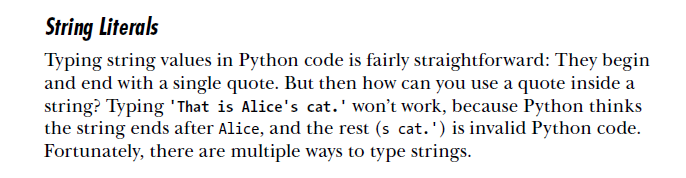 String Literals
Typing string values in Python code is fairly straightforward: They begin
and end with a single quote. But then how can you use a quote inside a
string? Typing 'That is Alice's cat.' won’t work, because Python thinks
the string ends after Alice, and the rest (s cat.') is invalid Python code.
Fortunately, there are multiple ways to type strings.